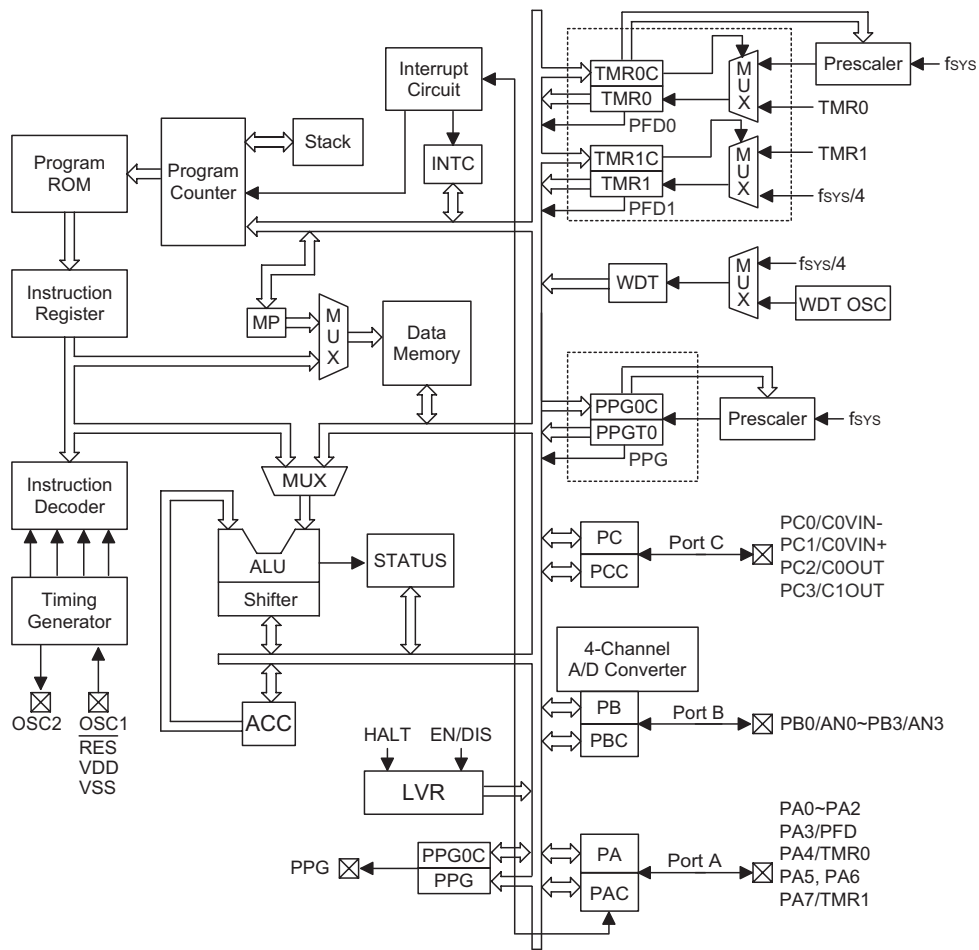 Interrupt
Circuit
Stack
INTC
Program
ROM
Program
Counter
Instruction
Register
MP
MUX
Data
Memory
MUX
Instruction
Decoder
ALU
Shifter
STATUS
Timing
Generator
OSC2
OSC1
RES
VDD
VSS
ACC
HALT
EN/DIS
LVR
PPG
PPG0C
PPG
TMR0C
TMR0
PFD0
MUX
Prescaler
fSYS
TMR0
TMR1C
TMR1
PFD1
MUX
TMR1
fSYS/4
WDT
MUX
fSYS/4
WDT OSC
PPG0C
PPGT0
PPG
Prescaler
fSYS
PC
PCC
Port C
PC0/C0VIN-
PC1/C0VIN+
PC2/C0OUT
PC3/C1OUT
4-Channel
A/D Converter
PB
PBC
Port B
PB0/AN0~PB3/AN3
PA
PAC
Port A
PA0~PA2
PA3/PFD
PA4/TMR0
PA5, PA6
PA7/TMR1